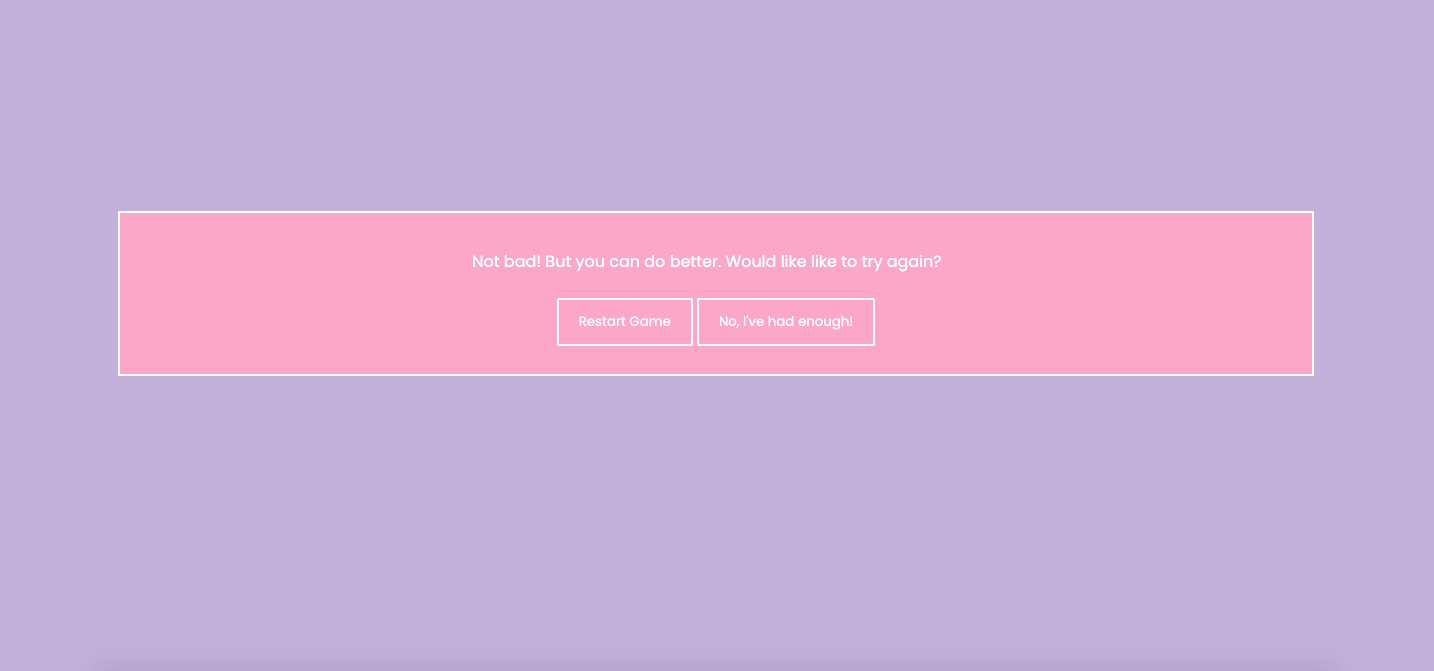 Not bad! But you can do better. Would like like to try again?
Restart Game
No, I've had enough!